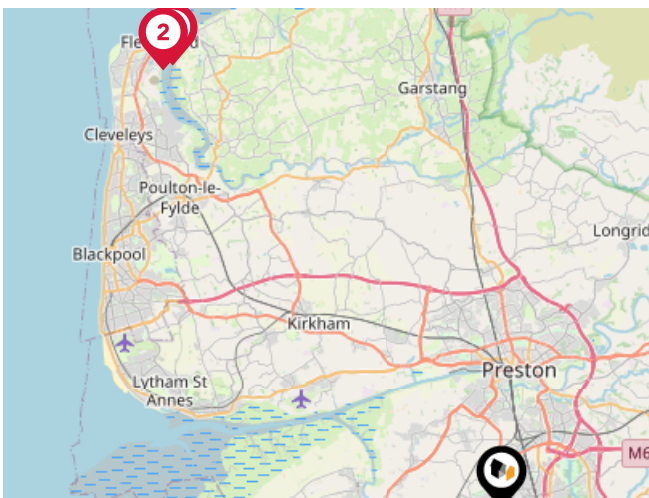 2
Garstang
Cleveleys
Poulton-le-
Fylde
Longrid
Blackpool
Kirkham
Preston
Lytham St
Annes
M6